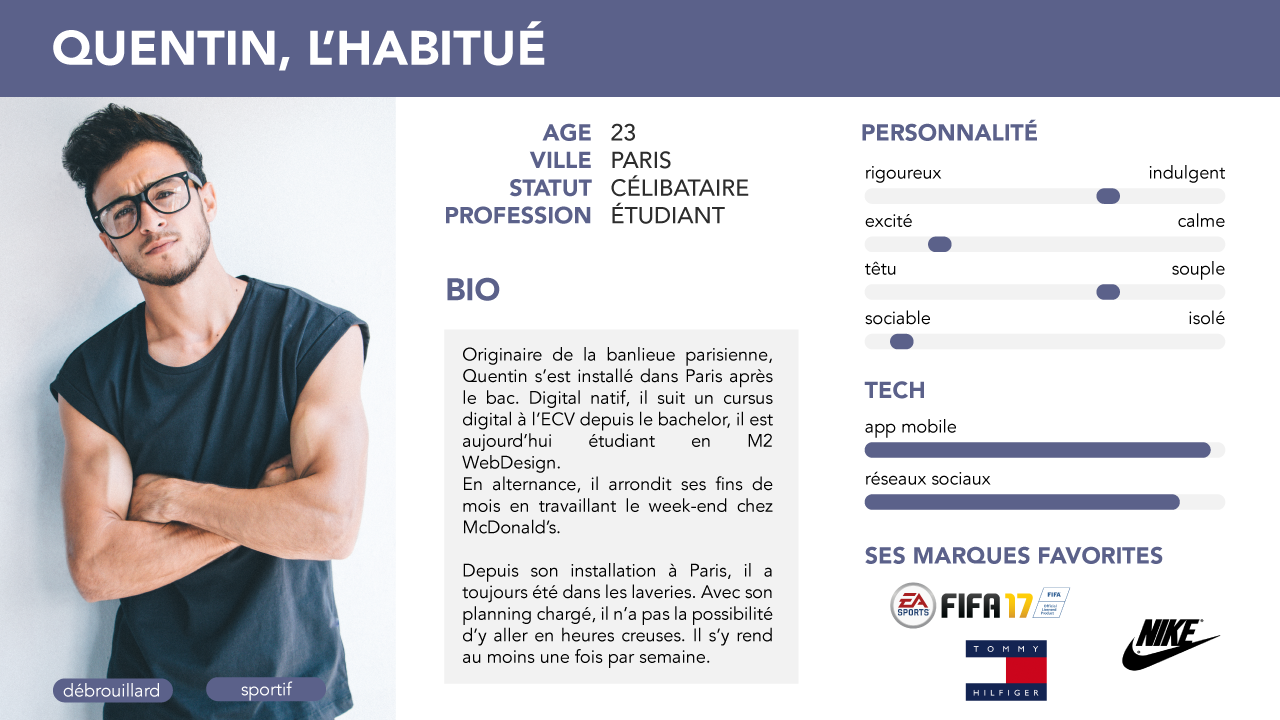 QUENTIN, L’HABITUÉ
AGE 23
VILLE PARIS
STATUT CÉLIBATAIRE
PROFESSION ÉTUDIANT
BIO
Originaire de la banlieue parisienne,
Quentin s’est installé dans Paris après
le bac. Digital natif, il suit un cursus
digital à l’ECV depuis le bachelor, il est
aujourd’hui étudiant en M2
WebDesign.
En alternance, il arrondit ses fins de
mois en travaillant le week-end chez
McDonald’s.
Depuis son installation à Paris, il a
toujours été dans les laveries. Avec son
planning chargé, il n’a pas la possibilité
d’y aller en heures creuses. Il s’y rend
au moins une fois par semaine.
débrouillard sportif
PERSONNALITÉ
rigoureux indulgent
excité calme
têtu souple
sociable isolé
TECH
app mobile
réseaux sociaux
SES MARQUES FAVORITES
EA SPORTS FIFA 17 FIFA
Official
Licensed
Product
NIKE
TOMMY
HILFIGER